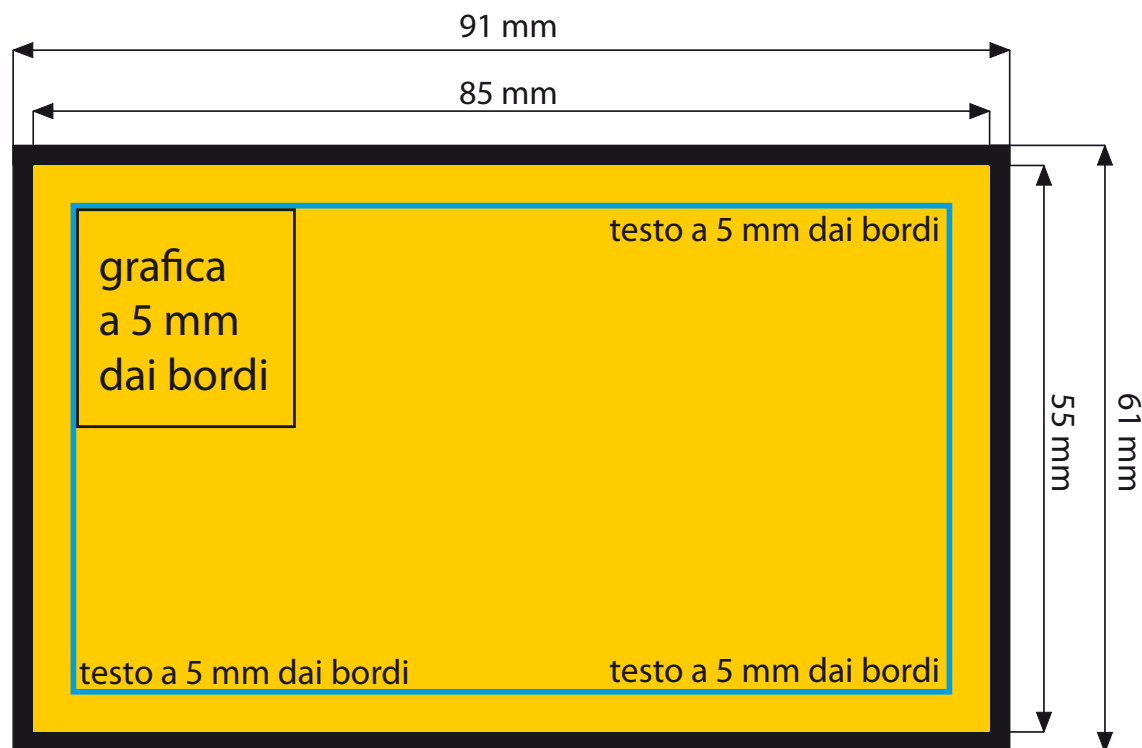 91 mm
85 mm
testo a 5 mm dai bordi
grafica
a 5 mm
dai bordi
55 mm
61 mm
testo a 5 mm dai bordi
testo a 5 mm dai bordi